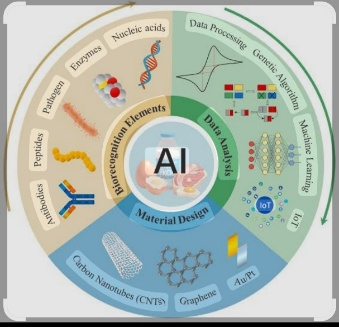 Nucleic acids
Enzymes
Pathogen
Peptides
Antibodies
Biorecognition Elements
Data Processing
Genetic Algorithm
Machine Learning
IoT
IoT
Data Analysis
AI
Material Design
Carbon Nanotubes (CNTs)
Graphene
Au/Pt